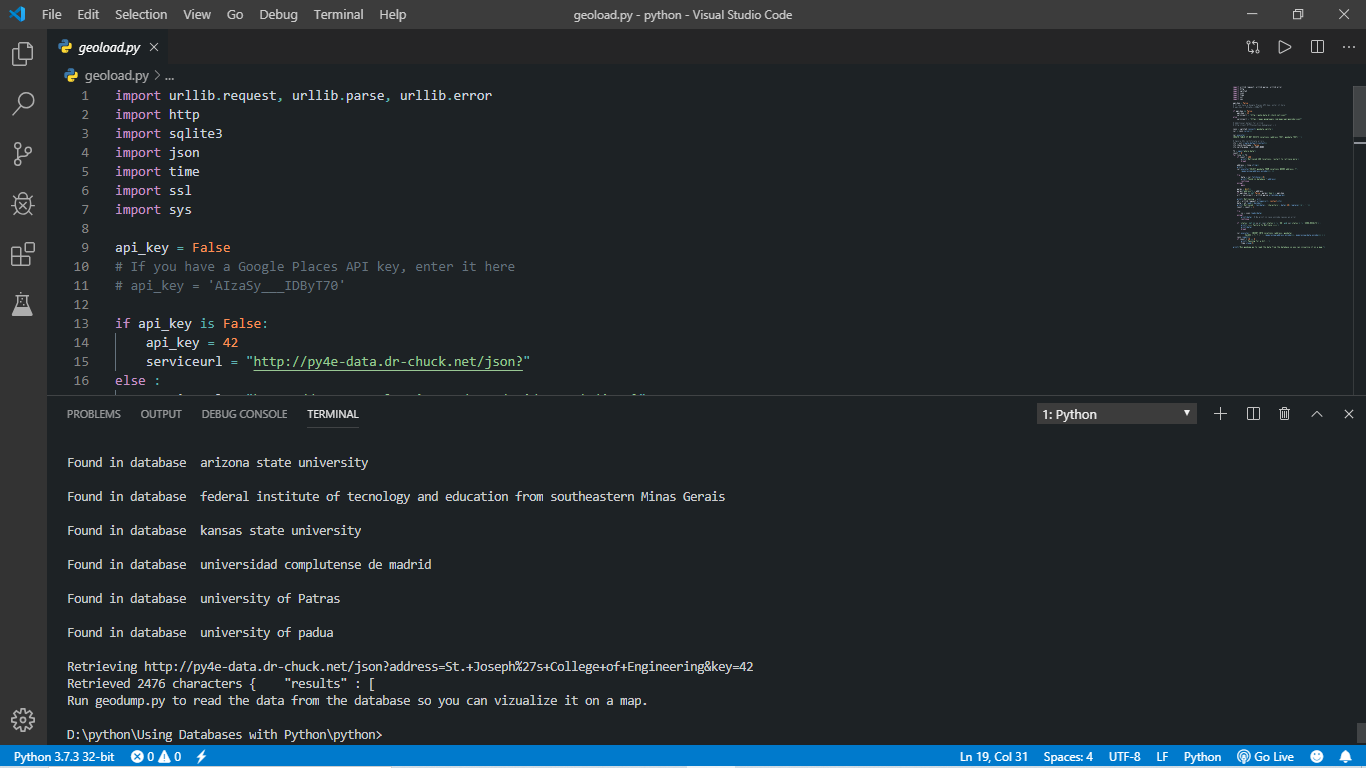 File Edit Selection View Go Debug Terminal Help geoload.py - python - Visual Studio Code
geoload.py
geoload.py > ...
1 import urllib.request, urllib.parse, urllib.error
2 import http
3 import sqlite3
4 import json
5 import time
6 import ssl
7 import sys
8
9 api_key = False
10 # If you have a Google Places API key, enter it here
11 # api_key = 'AIzaSy___IDByT70'
12
13 if api_key is False:
14 api_key = 42
15 serviceurl = "http://py4e-data.dr-chuck.net/json?"
16 else :
PROBLEMS OUTPUT DEBUG CONSOLE TERMINAL 1: Python
Found in database  arizona state university
Found in database  federal institute of tecnology and education from southeastern Minas Gerais
Found in database  kansas state university
Found in database  universidad complutense de madrid
Found in database  university of Patras
Found in database  university of padua
Retrieving http://py4e-data.dr-chuck.net/json?address=St.+Joseph%27s+College+of+Engineering&key=42
Retrieved 2476 characters {    "results" : [
Run geodump.py to read the data from the database so you can vizualize it on a map.
D:\python\Using Databases with Python\python>
Python 3.7.3 32-bit 0 0 Ln 19, Col 31 Spaces: 4 UTF-8 LF Python Go Live